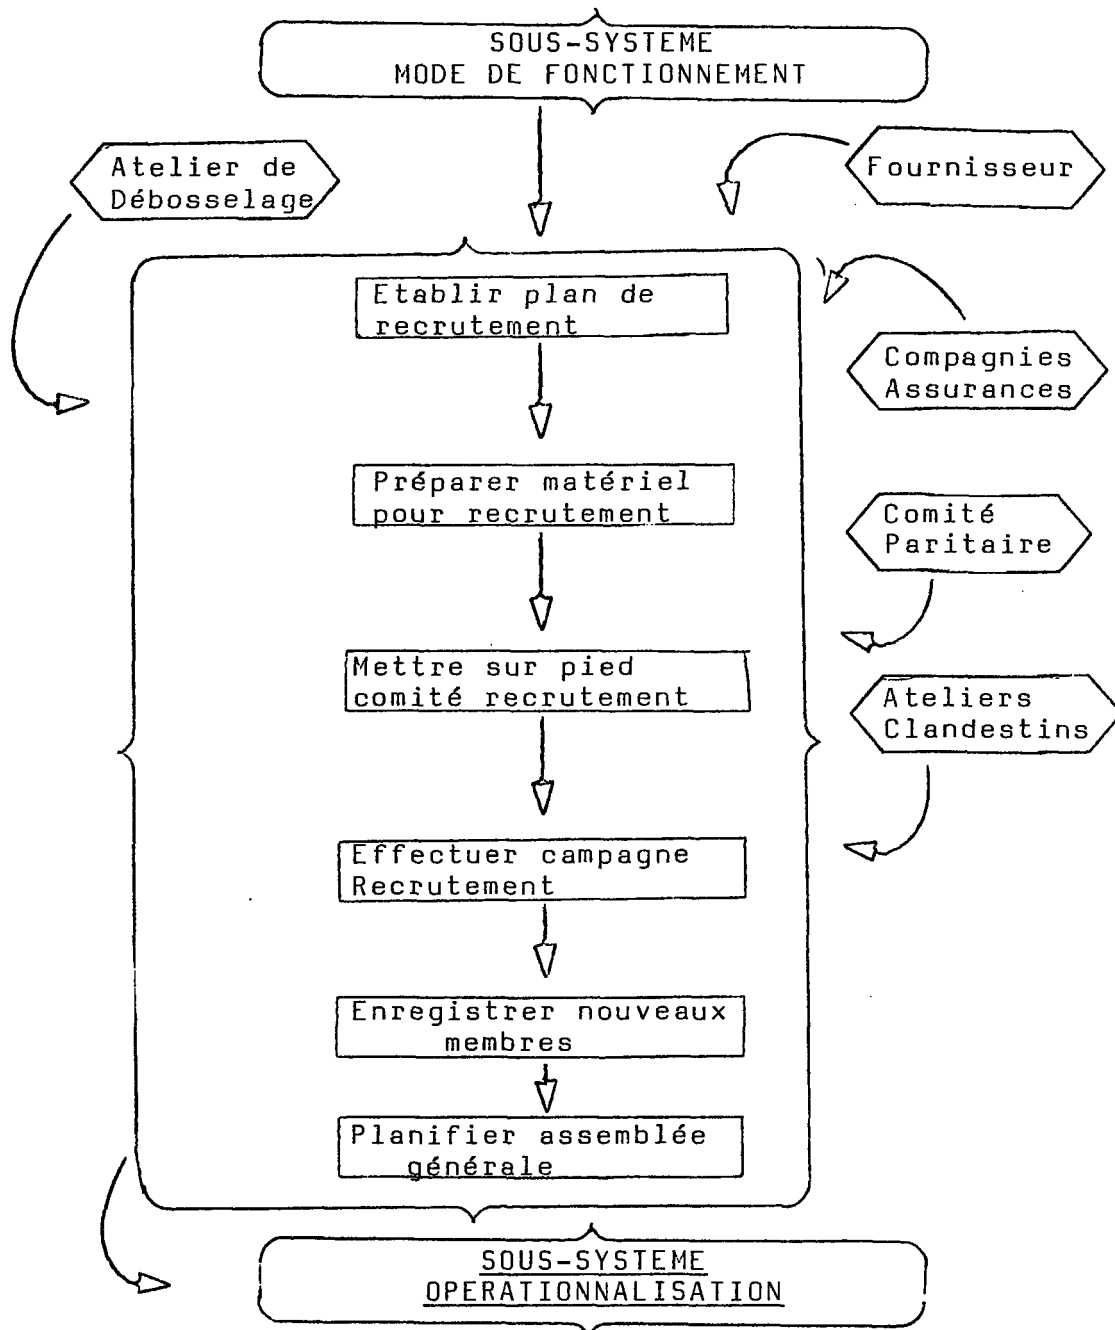 SOUS-SYSTEME
MODE DE FONCTIONNEMENT
Atelier de
Débosselage
Fournisseur
Etablir plan de
recrutement
Compagnies
Assurances
Préparer matériel
pour recrutement
Comité
Paritaire
Mettre sur pied
comité recrutement
Ateliers
Clandestins
Effectuer campagne
Recrutement
Enregistrer nouveaux
membres
Planifier assemblée
générale
SOUS-SYSTEME
OPERATIONNALISATION